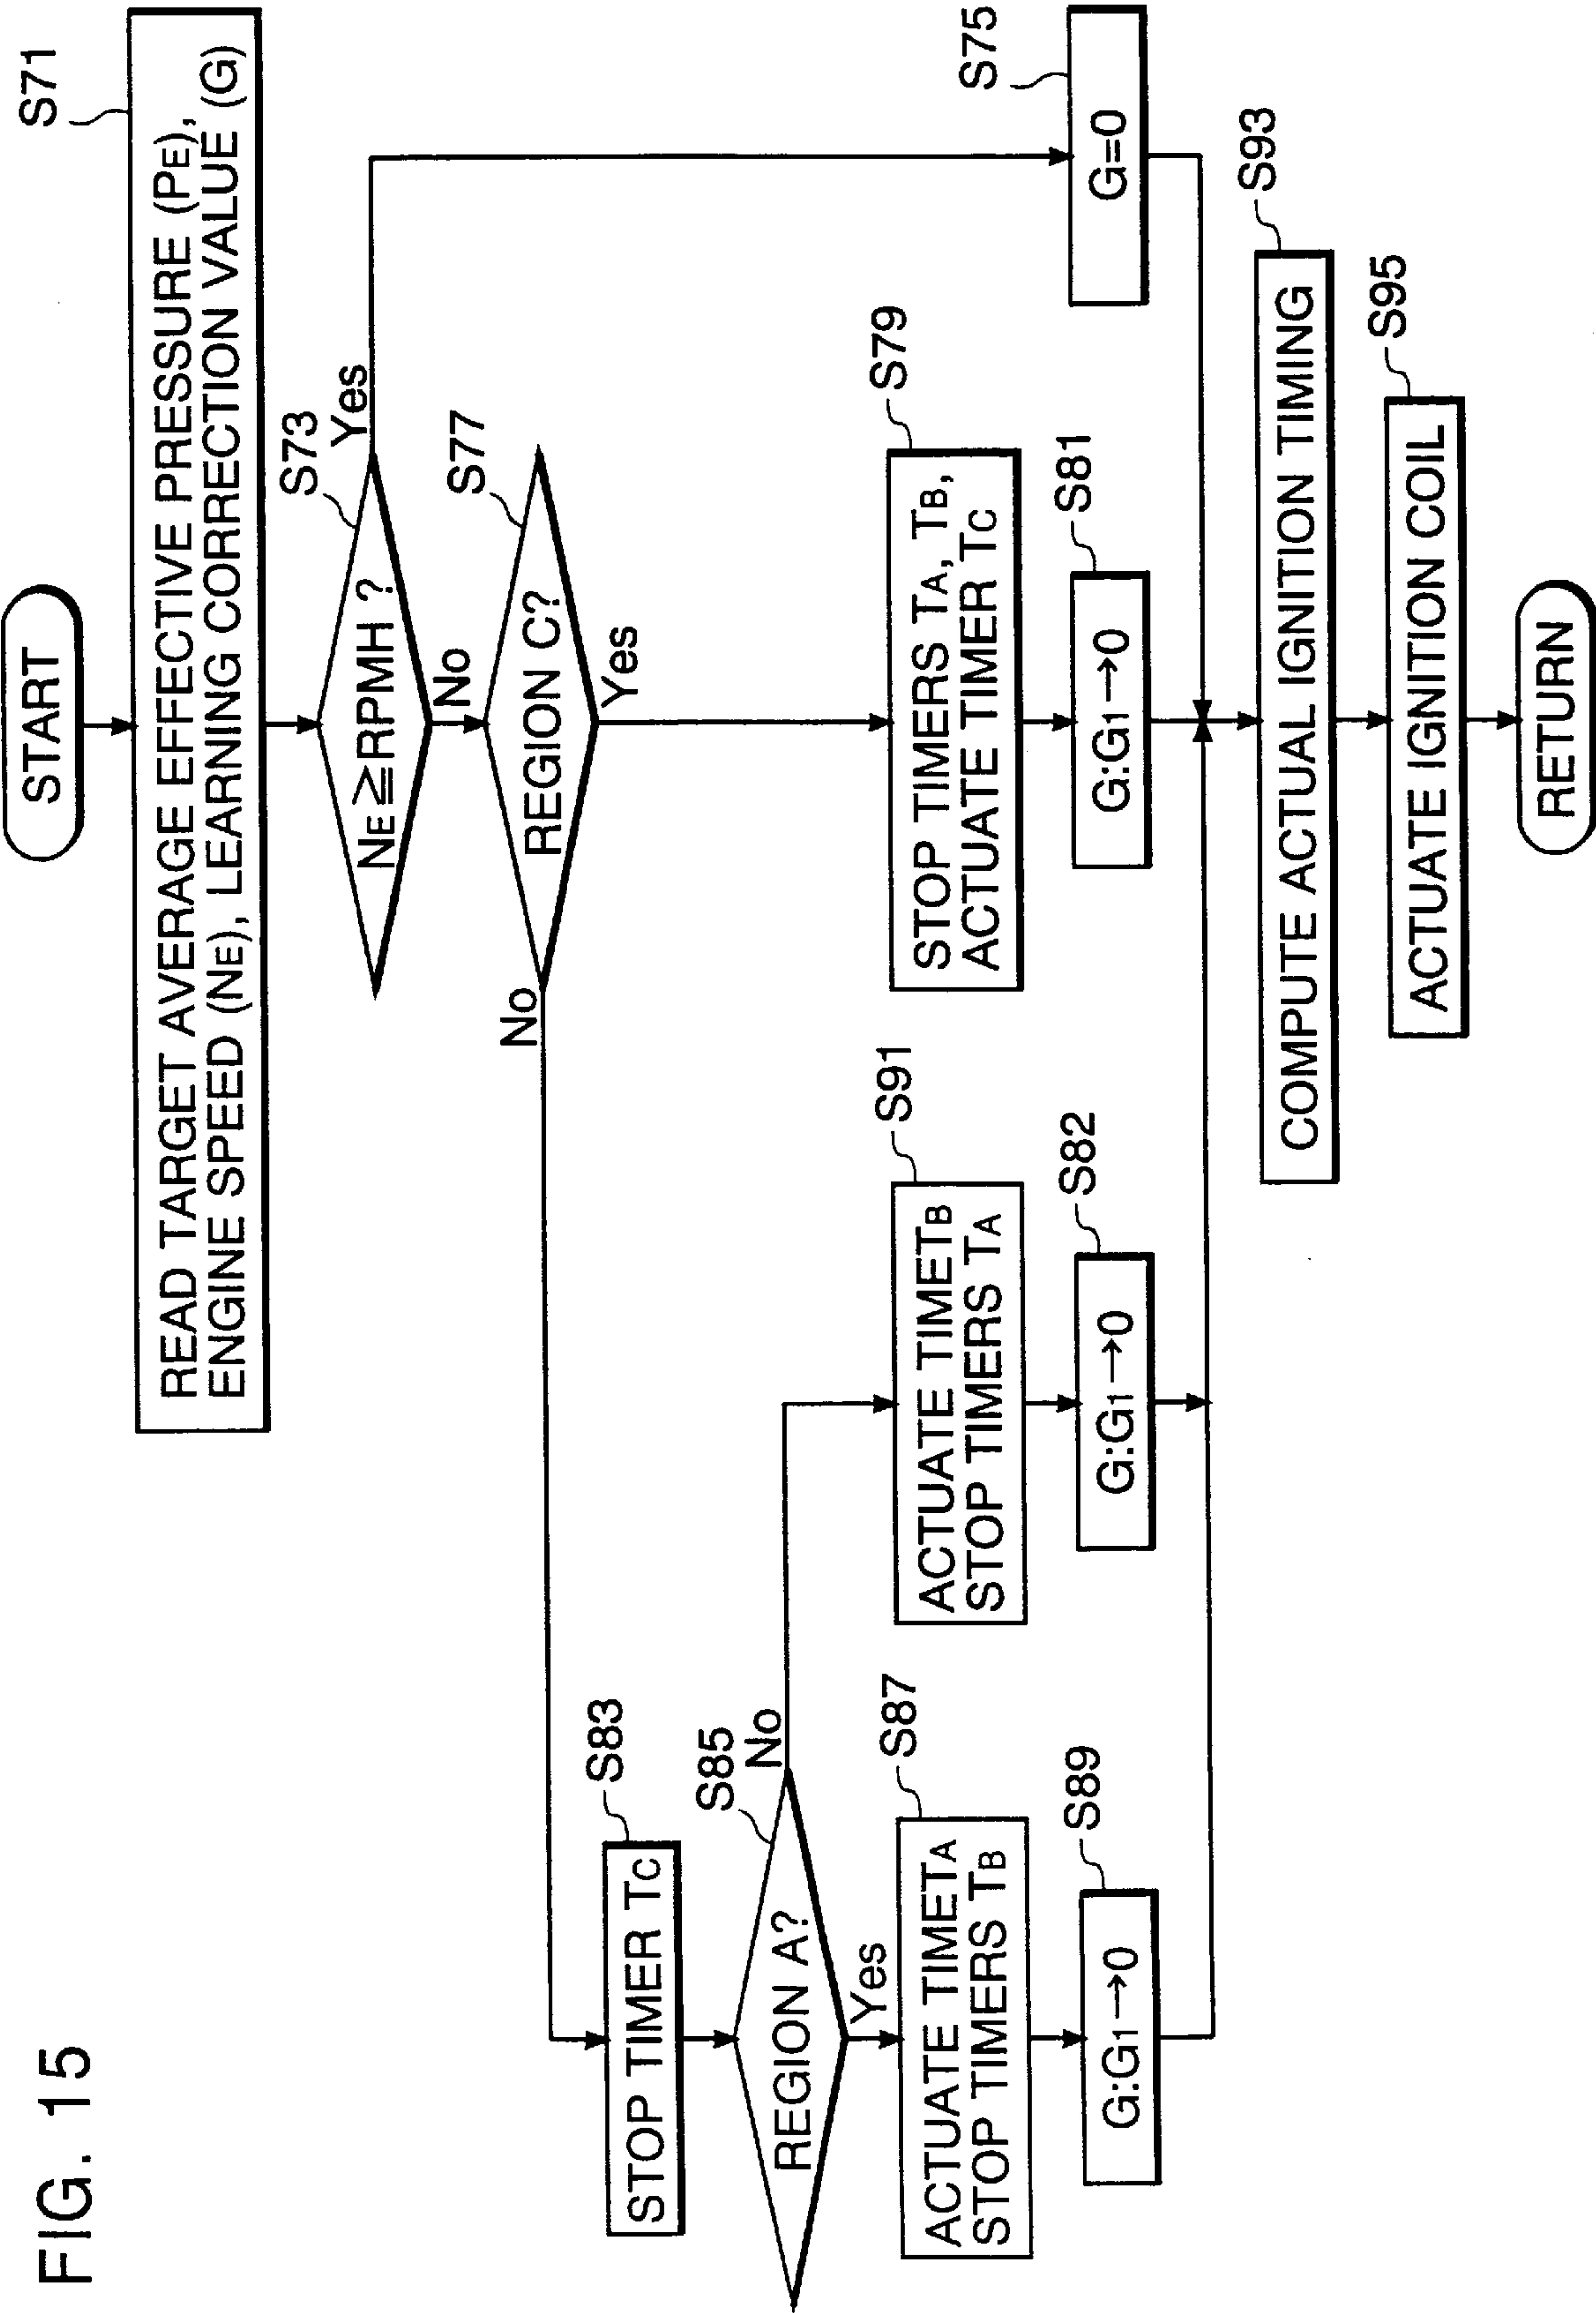 FIG. 15
START
S71
READ TARGET AVERAGE EFFECTIVE PRESSURE (PE),
ENGINE SPEED (NE), LEARNING CORRECTION VALUE (G)
S73
NE≧RPMH ?
Yes
No
S77
REGION C?
No
Yes
S83
STOP TIMER TC
S85
REGION A?
No
Yes
S87
ACTUATE TIMETA
STOP TIMERS TB
S91
ACTUATE TIMETB
STOP TIMERS TA
S79
STOP TIMERS TA, TB,
ACTUATE TIMER TC
S75
G=0
S89
G:G1→0
S82
G:G1→0
S81
G:G1→0
S93
COMPUTE ACTUAL IGNITION TIMING
S95
ACTUATE IGNITION COIL
RETURN